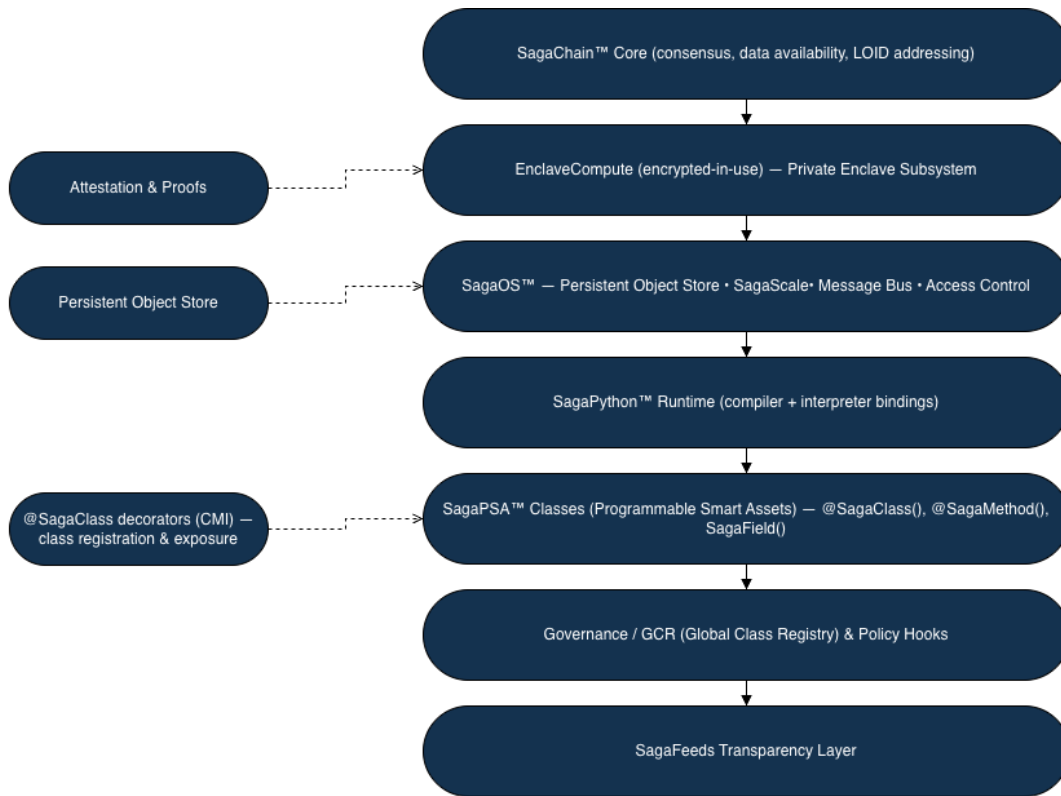 SagaChain™ Core (consensus, data availability, LOID addressing)
Attestation & Proofs
EnclaveCompute (encrypted-in-use) — Private Enclave Subsystem
Persistent Object Store
SagaOS™ — Persistent Object Store • SagaScale• Message Bus • Access Control
SagaPython™ Runtime (compiler + interpreter bindings)
@SagaClass decorators (CMI) —
class registration & exposure
SagaPSA™ Classes (Programmable Smart Assets) — @SagaClass(), @SagaMethod(),
SagaField()
Governance / GCR (Global Class Registry) & Policy Hooks
SagaFeeds Transparency Layer